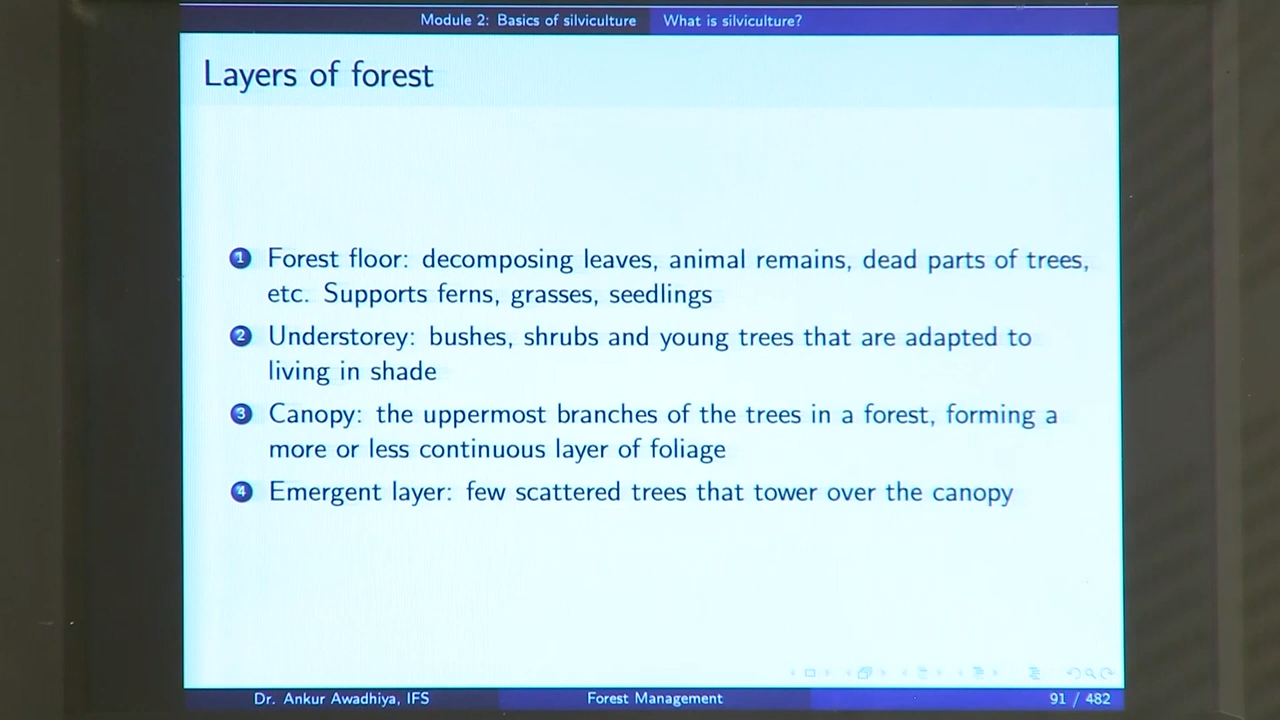 Module 2: Basics of silviculture What is silviculture?
Layers of forest
1 Forest floor: decomposing leaves, animal remains, dead parts of trees,
etc. Supports ferns, grasses, seedlings
2 Understorey: bushes, shrubs and young trees that are adapted to
living in shade
3 Canopy: the uppermost branches of the trees in a forest, forming a
more or less continuous layer of foliage
4 Emergent layer: few scattered trees that tower over the canopy
Dr. Ankur Awadhiya, IFS Forest Management 91 / 482